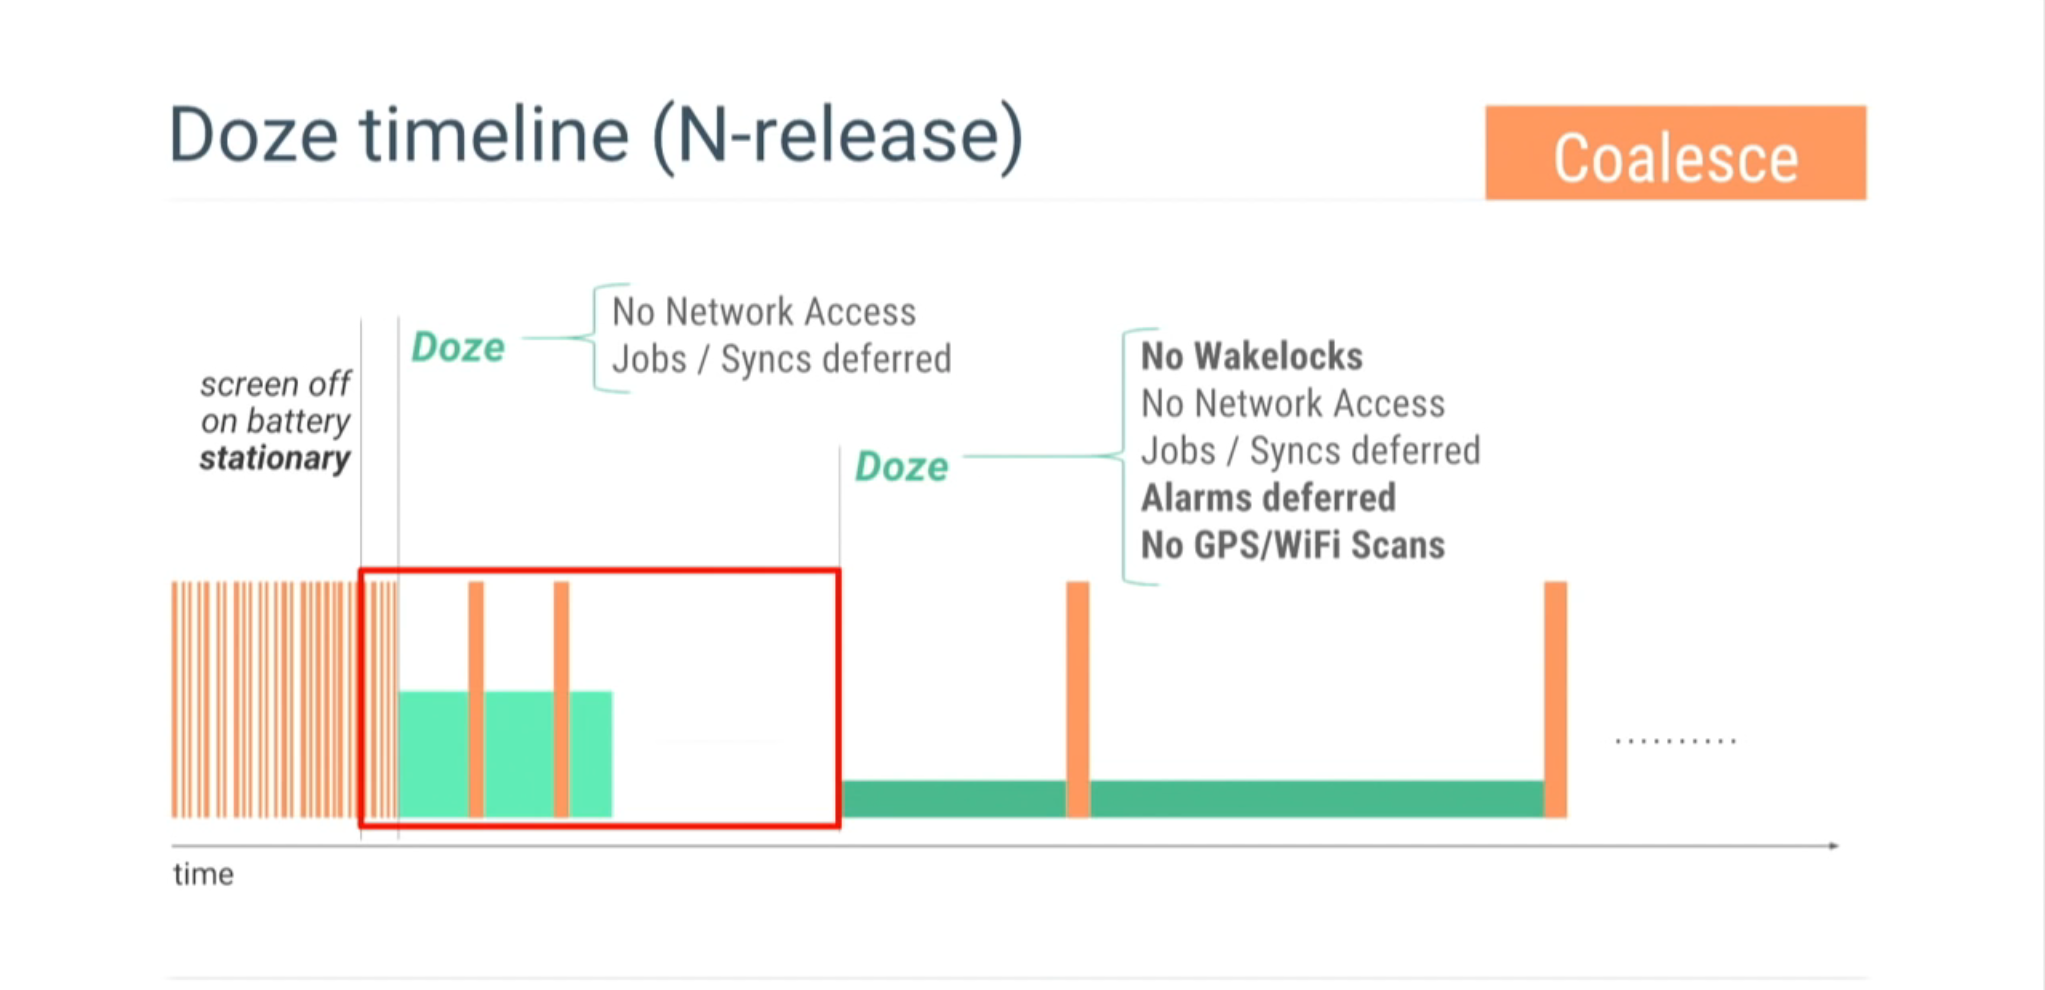 Doze timeline (N-release)
Coalesce
screen off
on battery
stationary
Doze
No Network Access
Jobs / Syncs deferred
Doze
No Wakelocks
No Network Access
Jobs / Syncs deferred
Alarms deferred
No GPS/WiFi Scans
..........
time